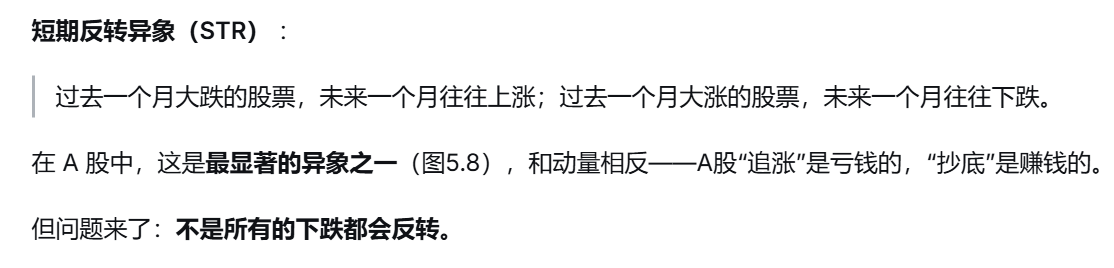 短期反转异象（STR）：
过去一个月大跌的股票，未来一个月往往上涨；过去一个月大涨的股票，未来一个月往往下跌。
在 A 股中，这是最显著的异象之一（图5.8），和动量相反——A股“追涨”是亏钱的，“抄底”是赚钱的。
但问题来了：不是所有的下跌都会反转。